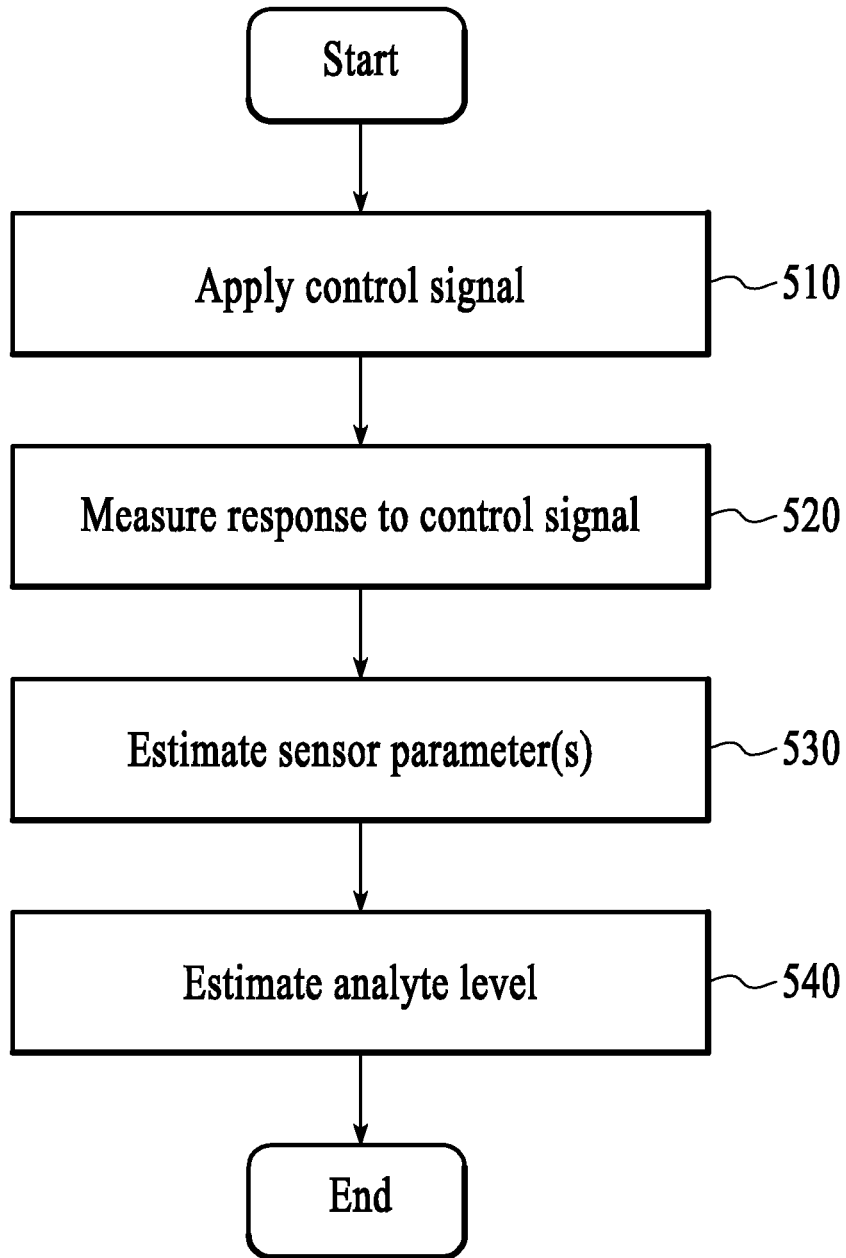 Start
Apply control signal
510
Measure response to control signal
520
Estimate sensor parameter(s)
530
Estimate analyte level
540
End